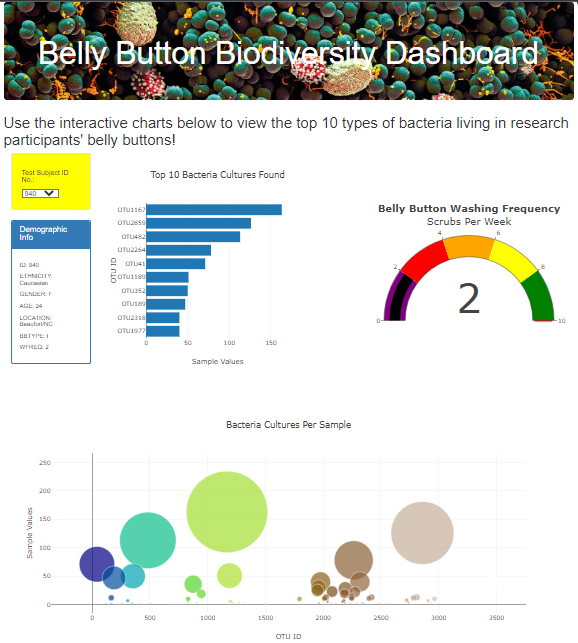 Belly Button Biodiversity Dashboard
Use the interactive charts below to view the top 10 types of bacteria living in research
participants' belly buttons!
Test Subject ID
No.:
940
Demographic
Info
ID: 940
ETHNICITY:
Caucasian
GENDER: F
AGE: 24
LOCATION:
Beaufort/NC
BBTYPE: I
WFREQ: 2
Top 10 Bacteria Cultures Found
OTU ID
OTU1167
OTU2859
OTU482
OTU2264
OTU41
OTU1189
OTU352
OTU189
OTU2318
OTU1977
0 50 100 150
Sample Values
Belly Button Washing Frequency
Scrubs Per Week
0 2 4 6 8 10
2
Bacteria Cultures Per Sample
Sample Values
250
200
150
100
50
0
0 500 1000 1500 2000 2500 3000 3500
OTU ID